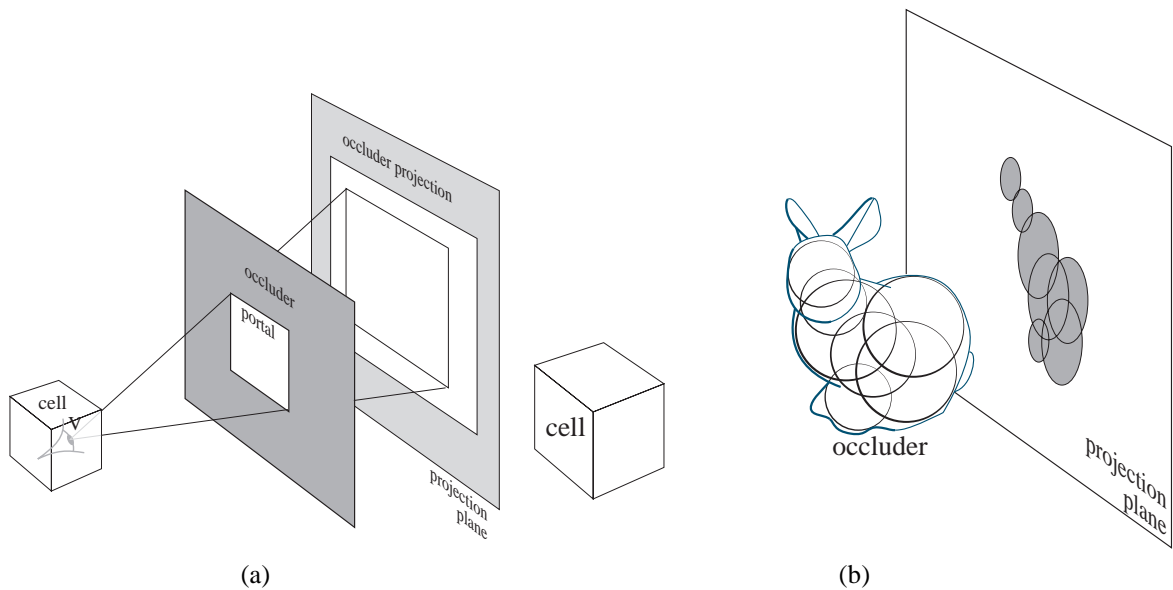 occluder projection
occluder
portal
cell
V
projection
plane
(a)
cell
occluder
projection
plane
(b)